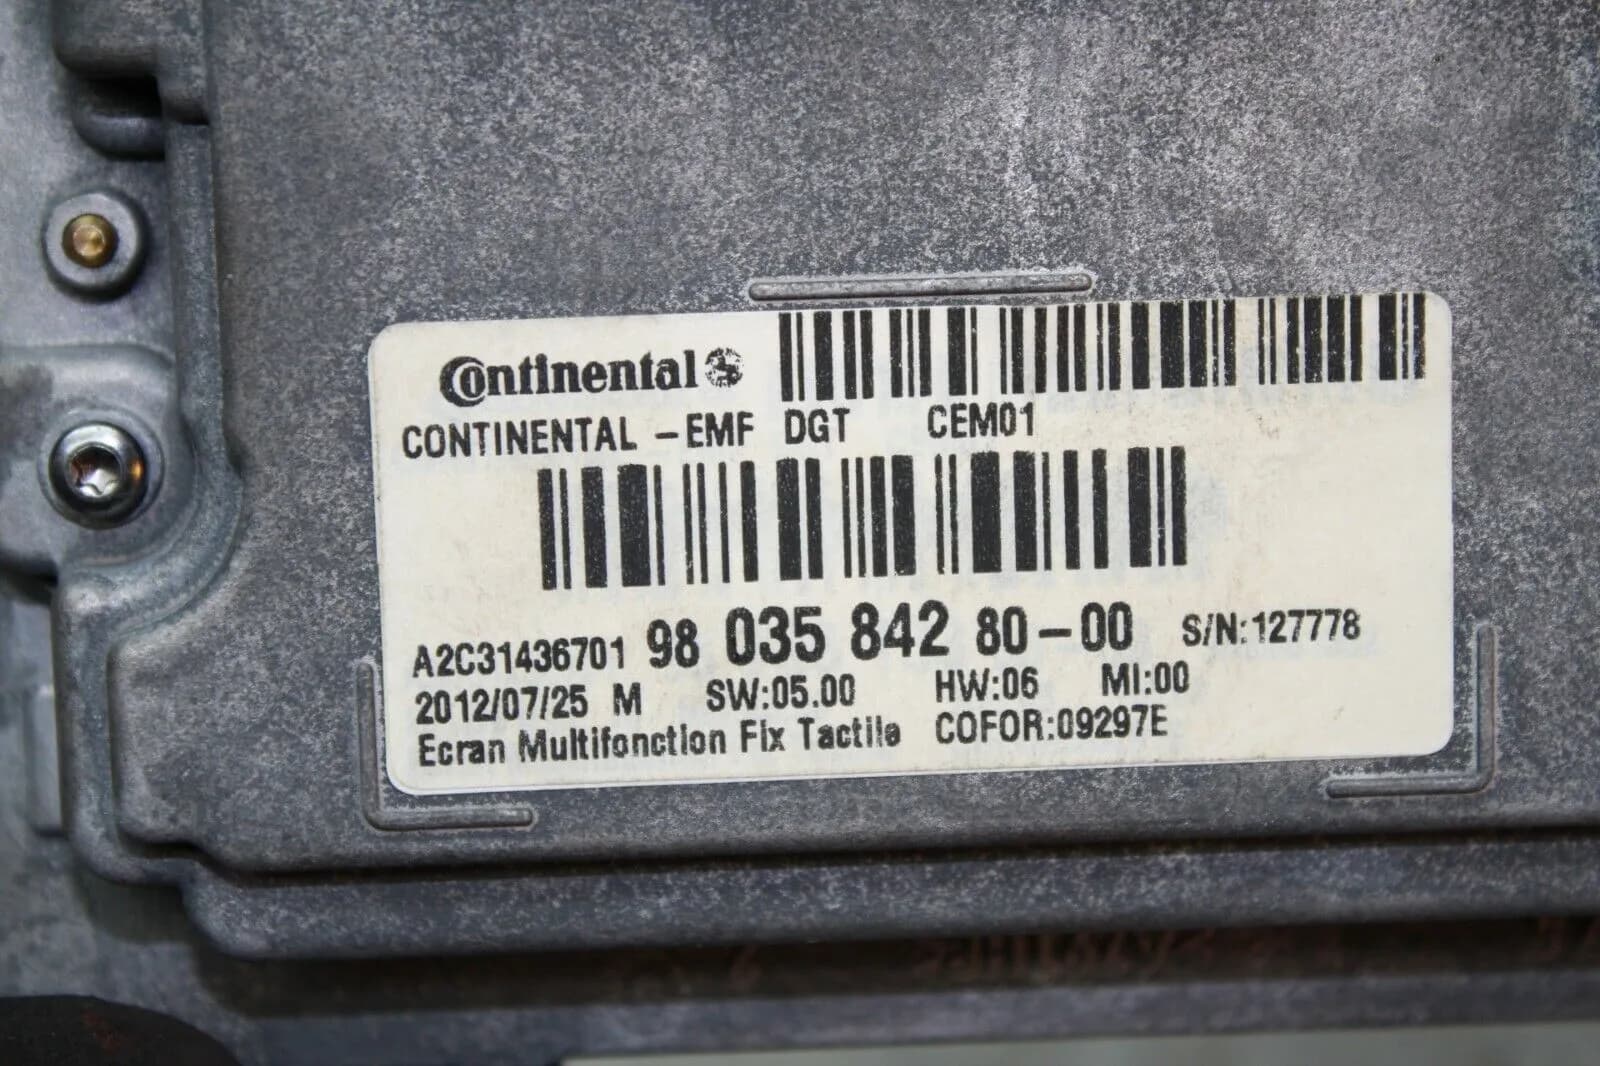 Continental
CONTINENTAL -EMF DGT CEM01
A2C31436701 98 035 842 80-00 S/N:127778
2012/07/25 M SW:05.00 HW:06 MI:00
Ecran Multifonction Fix Tactile COFOR:09297E